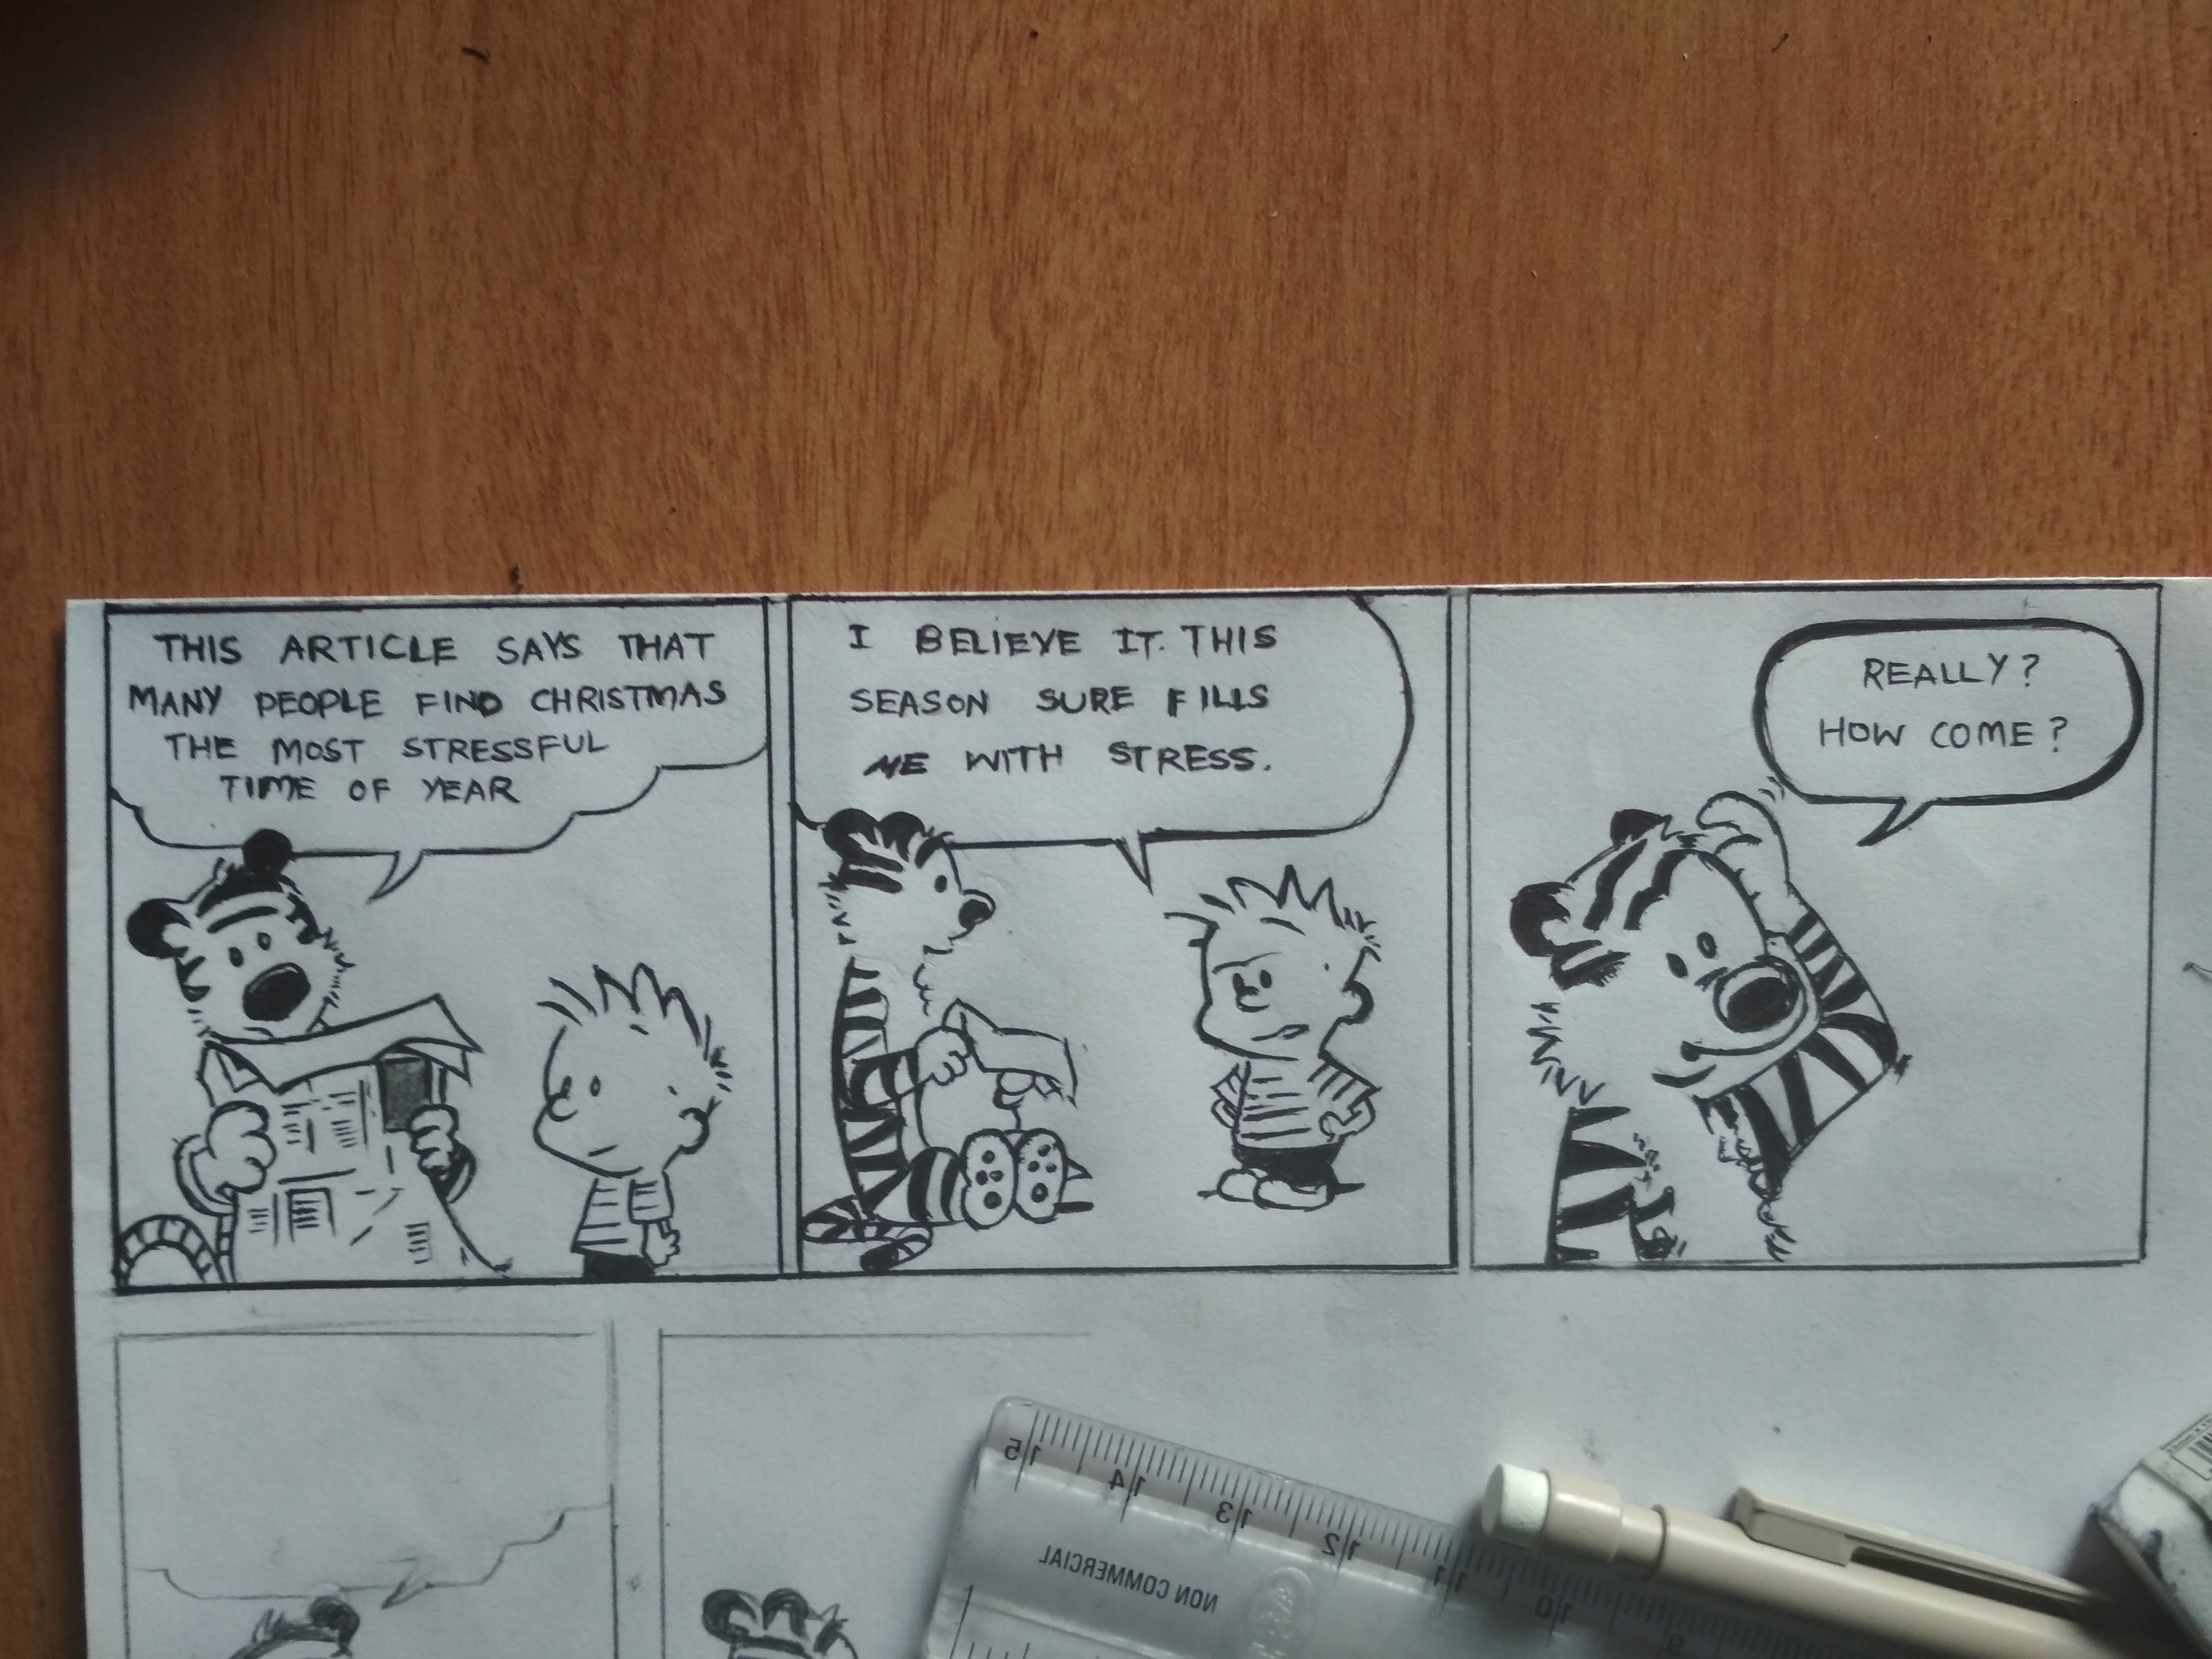 THIS ARTICLE SAYS THAT
MANY PEOPLE FIND CHRISTMAS
THE MOST STRESSFUL
TIME OF YEAR
I BELIEVE IT. THIS
SEASON SURE FILLS
ME WITH STRESS.
REALLY?
HOW COME?
15 14 13 12 11 10 9
NON COMMERCIAL